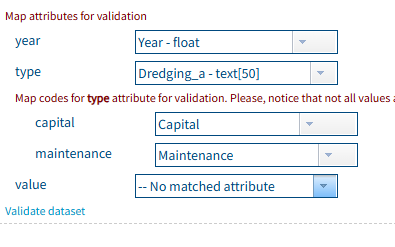 Map attributes for validation
year Year - float
type Dredging_a - text[50]
Map codes for type attribute for validation. Please, notice that not all values
capital Capital
maintenance Maintenance
value -- No matched attribute
Validate dataset